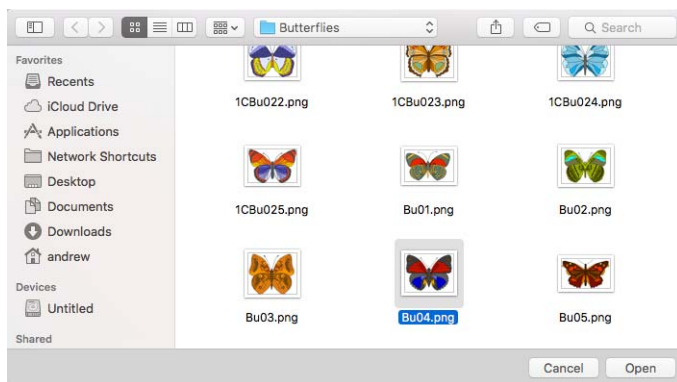 Butterflies
Search
Favorites
Recents
iCloud Drive
Applications
Network Shortcuts
Desktop
Documents
Downloads
andrew
Devices
Untitled
Shared
1CBu022.png
1CBu023.png
1CBu024.png
1CBu025.png
Bu01.png
Bu02.png
Bu03.png
Bu04.png
Bu05.png
Cancel
Open